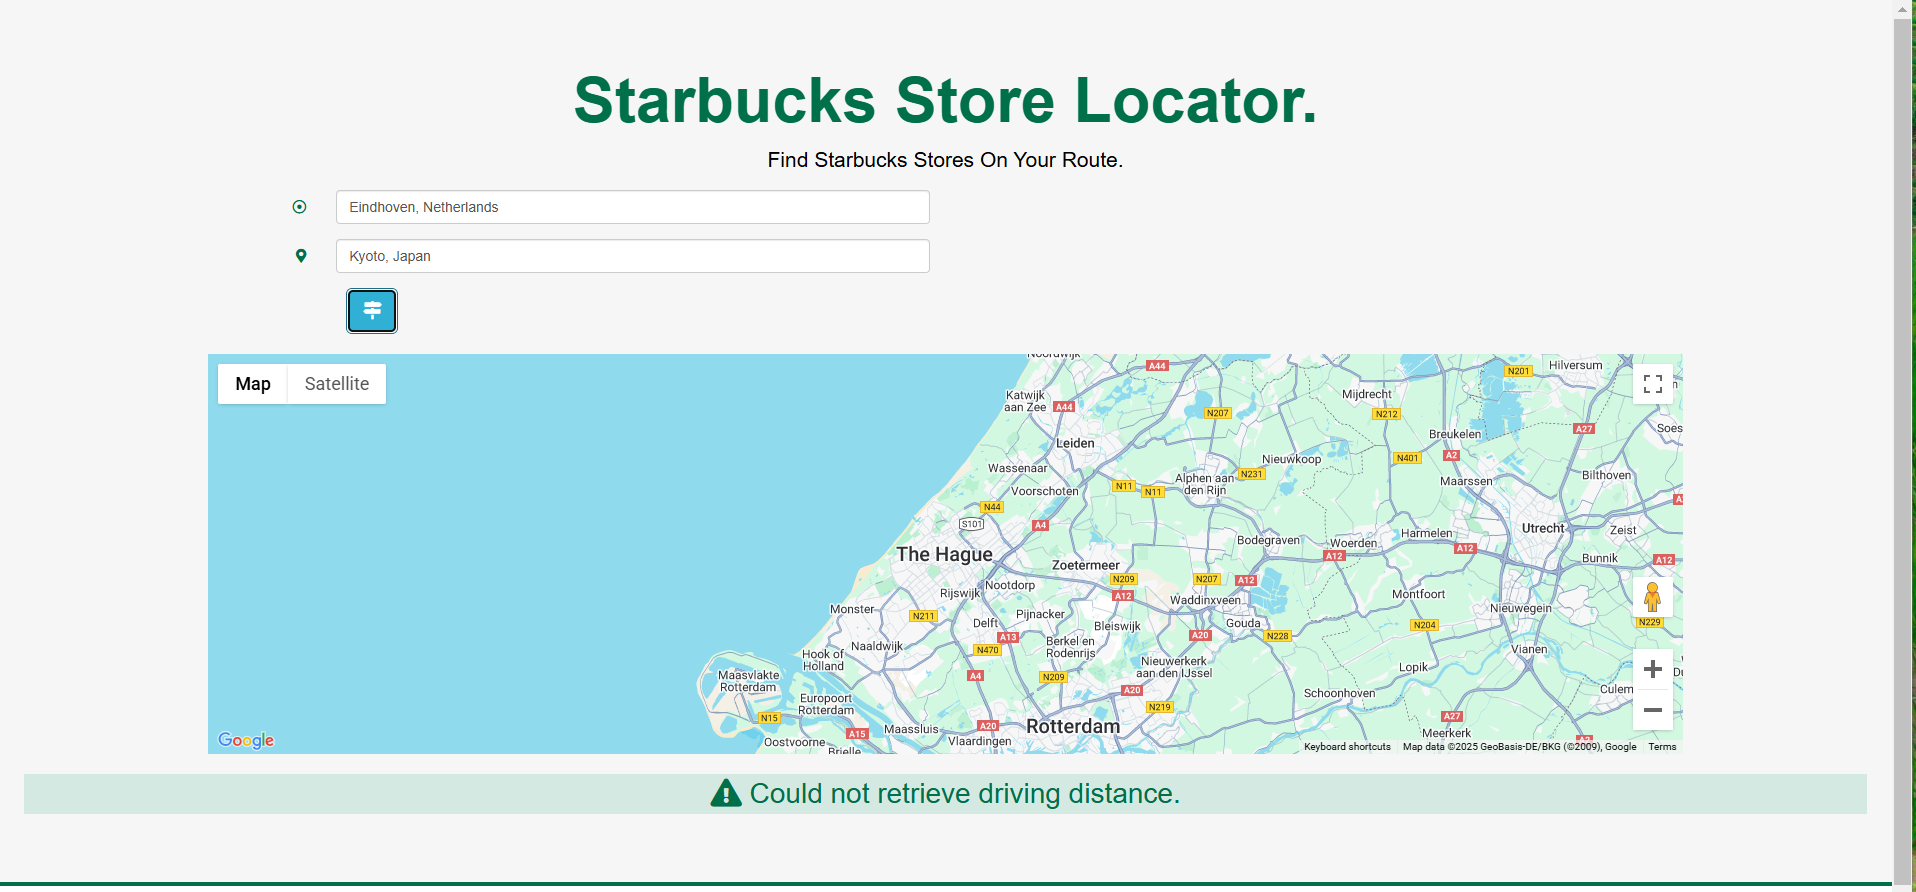 Starbucks Store Locator.
Find Starbucks Stores On Your Route.
Eindhoven, Netherlands
Kyoto, Japan
Map
Satellite
Noordwijk
A44
N201
Hilversum
Katwijk
aan Zee
A44
Mijdrecht
N207
N212
A27
Soes
Leiden
Breukelen
A2
N401
Wassenaar
Nieuwkoop
N231
Alphen aan
den Rijn
Bilthoven
Voorschoten
N11
N11
Maarssen
N44
S101
A4
Utrecht
Zeist
Harmelen
Bodegraven
Woerden
A12
A12
The Hague
Zoetermeer
Bunnik
A12
N209
N207
A12
Nootdorp
Rijswijk
A12
Waddinxveen
Montfoort
Monster
Pijnacker
Nieuwegein
N211
Delft
Bleiswijk
Gouda
N204
N229
A13
A20
N228
Naaldwijk
N470
Berkel en
Rodenrijs
Vianen
Hook of
Holland
Nieuwerkerk
aan den IJssel
Lopik
Maasvlakte
Rotterdam
A4
N209
Culem
A20
Schoonhoven
Europoort
Rotterdam
N219
N15
A27
Rotterdam
A20
Maassluis
A15
Meerkerk
Vlaardingen
Oostvoorne
Brielle
A2
Google
Keyboard shortcuts
Map data ©2025 GeoBasis-DE/BKG (©2009), Google
Terms
Could not retrieve driving distance.